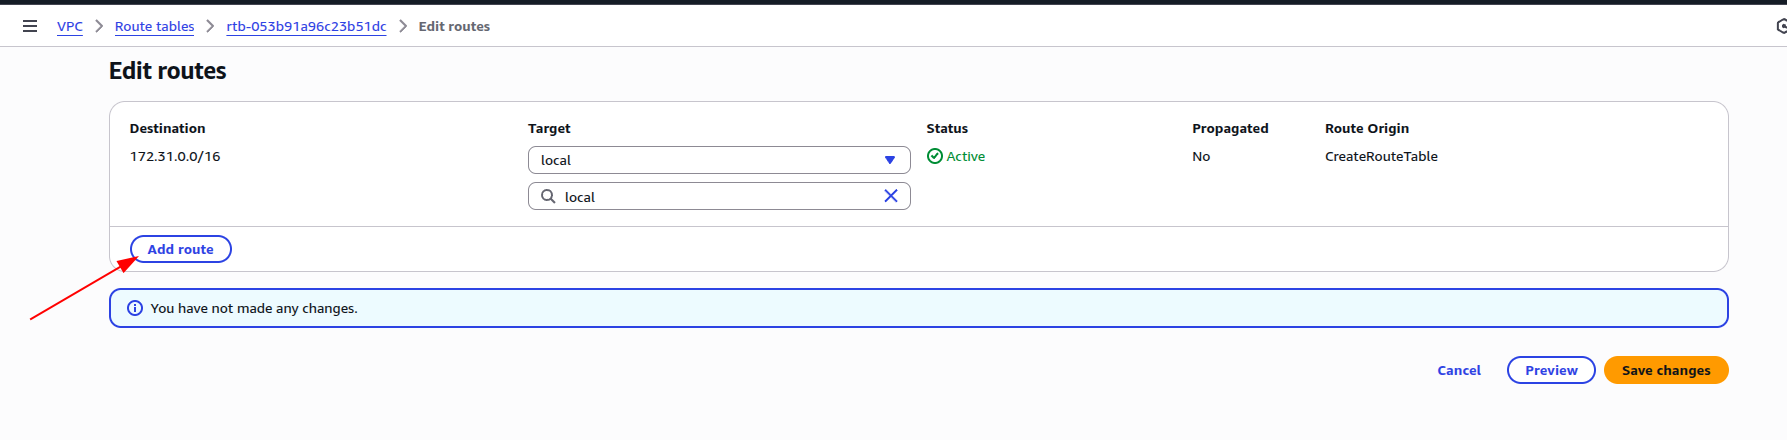 VPC > Route tables > rtb-053b91a96c23b51dc > Edit routes
Edit routes
Destination Target Status Propagated Route Origin
172.31.0.0/16 local Active No CreateRouteTable
local
Add route
You have not made any changes.
Cancel Preview Save changes